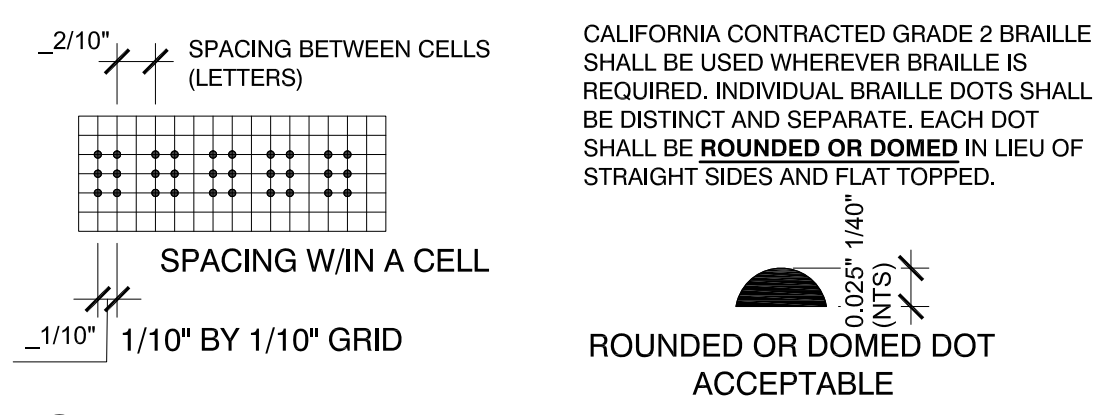 _2/10"
SPACING BETWEEN CELLS
(LETTERS)
SPACING W/IN A CELL
_1/10"
1/10" BY 1/10" GRID
CALIFORNIA CONTRACTED GRADE 2 BRAILLE
SHALL BE USED WHEREVER BRAILLE IS
REQUIRED. INDIVIDUAL BRAILLE DOTS SHALL
BE DISTINCT AND SEPARATE. EACH DOT
SHALL BE ROUNDED OR DOMED IN LIEU OF
STRAIGHT SIDES AND FLAT TOPPED.
0.025" 1/40"
(NTS)
ROUNDED OR DOMED DOT
ACCEPTABLE